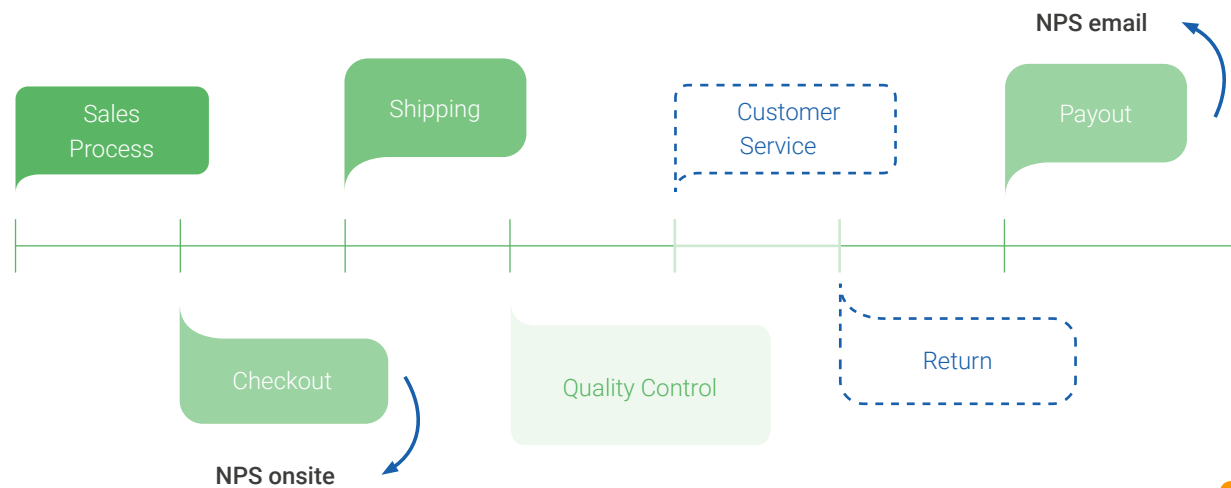 NPS email
Sales
Process
Shipping
Customer
Service
Payout
Checkout
Quality Control
Return
NPS onsite